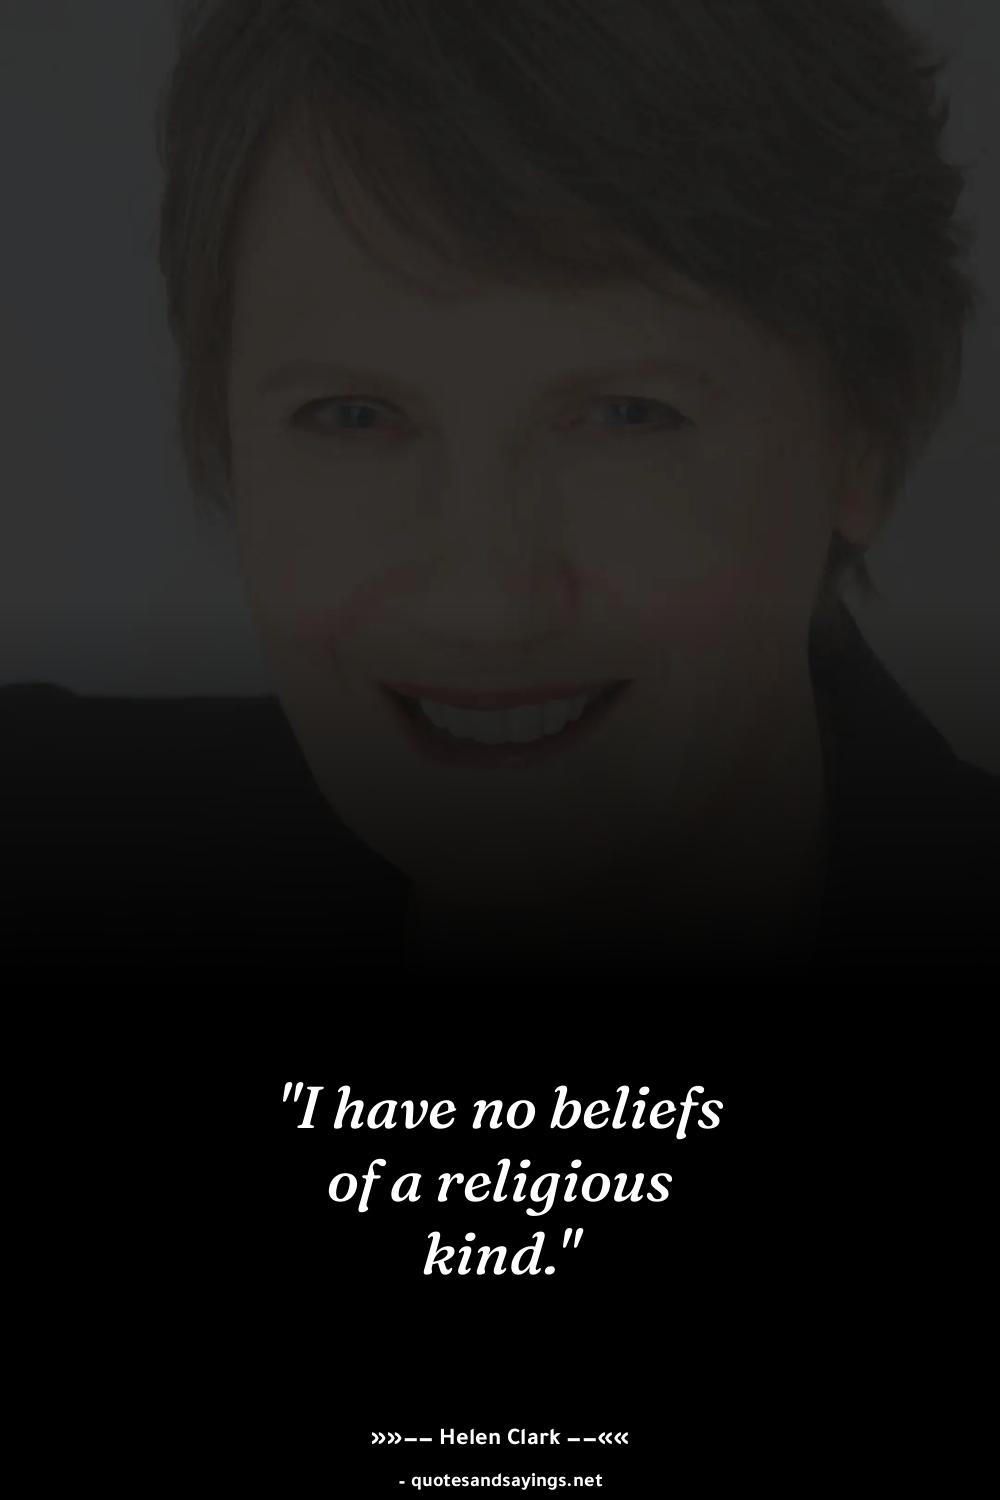 "I have no beliefs
of a religious
kind."
»»−− Helen Clark −−««
- quotesandsayings.net